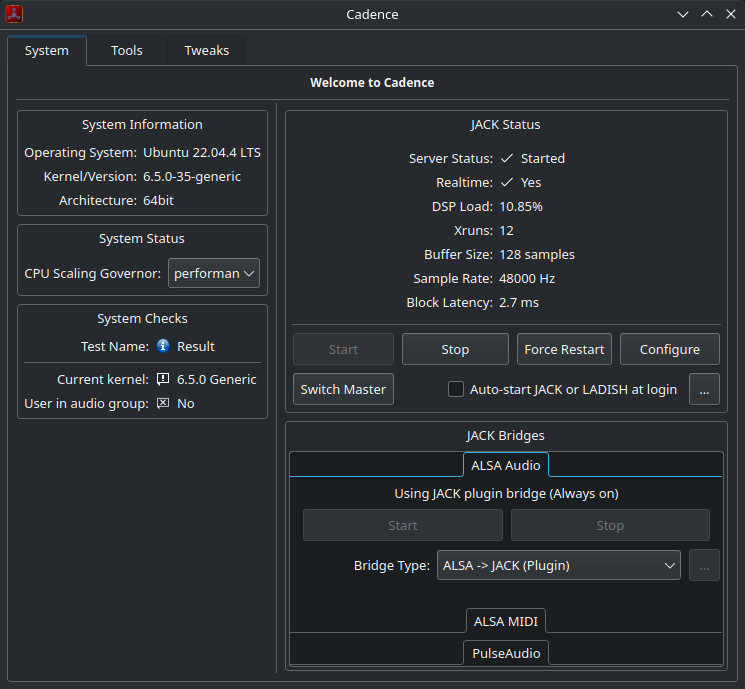 Cadence
System Tools Tweaks
Welcome to Cadence
System Information
Operating System: Ubuntu 22.04.4 LTS
Kernel/Version: 6.5.0-35-generic
Architecture: 64bit
System Status
CPU Scaling Governor: performan
System Checks
Test Name: Result
Current kernel: 6.5.0 Generic
User in audio group: No
JACK Status
Server Status: Started
Realtime: Yes
DSP Load: 10.85%
Xruns: 12
Buffer Size: 128 samples
Sample Rate: 48000 Hz
Block Latency: 2.7 ms
Start Stop Force Restart Configure
Switch Master Auto-start JACK or LADISH at login ...
JACK Bridges
ALSA Audio
Using JACK plugin bridge (Always on)
Start Stop
Bridge Type: ALSA -> JACK (Plugin) ...
ALSA MIDI
PulseAudio